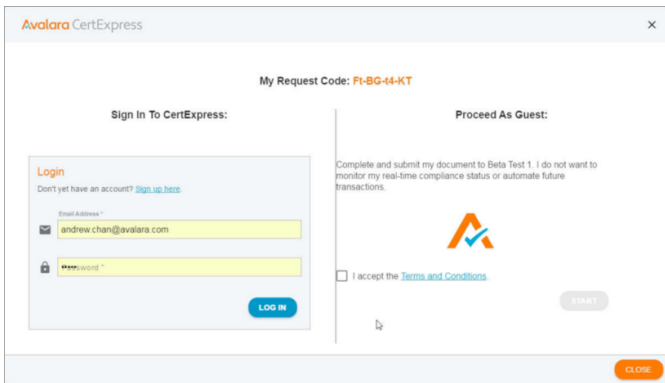 Avalara CertExpress
×
My Request Code: Ft-BG-t4-KT
Sign In To CertExpress:
Login
Don't yet have an account? Sign up here.
Email Address *
andrew.chan@avalara.com
LOG IN
Proceed As Guest:
Complete and submit my document to Beta Test 1. I do not want to
monitor my real-time compliance status or automate future
transactions.
I accept the Terms and Conditions.
START
CLOSE